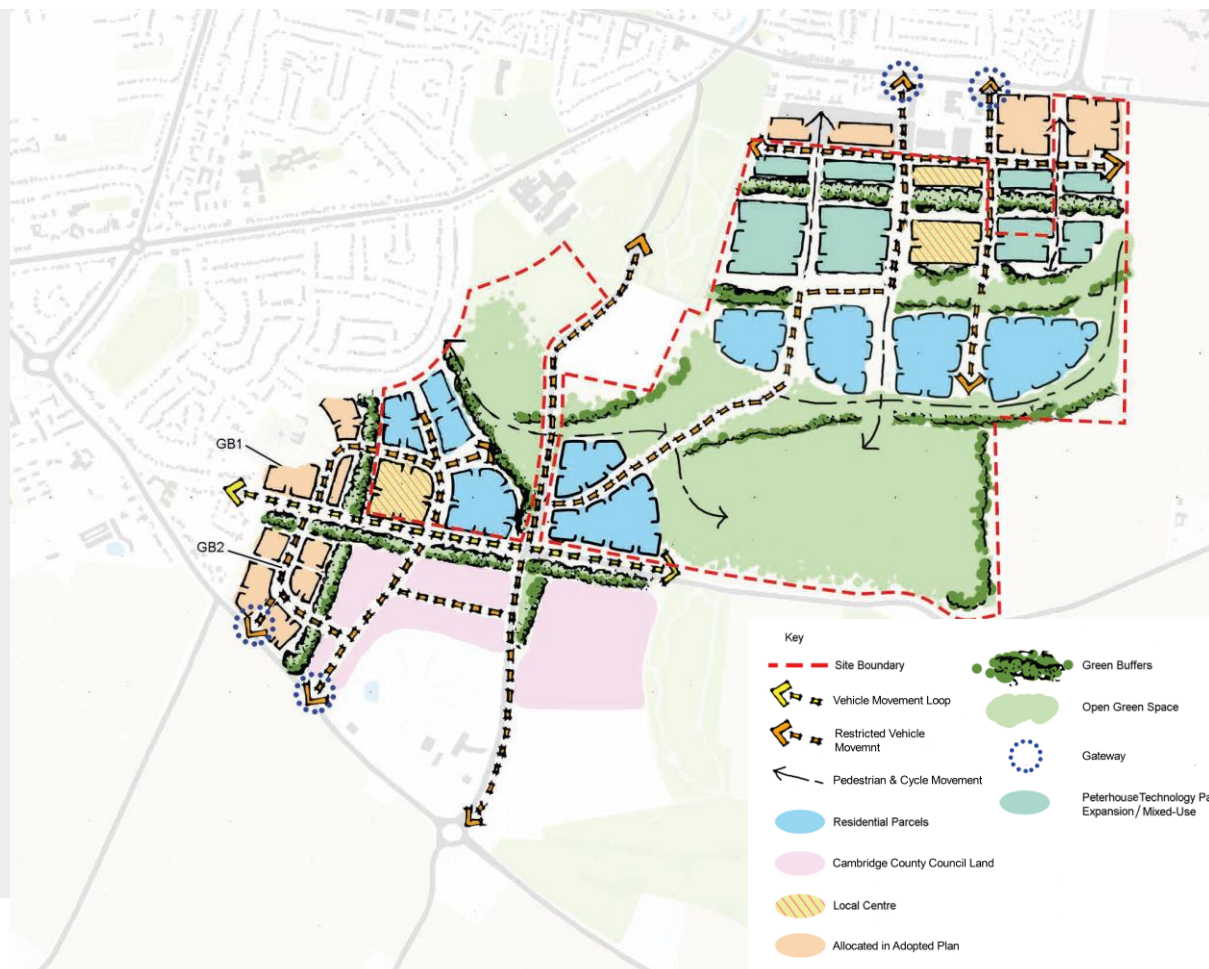 GB1
GB2
Key
Site Boundary
Vehicle Movement Loop
Restricted Vehicle
Movemnt
Pedestrian & Cycle Movement
Residential Parcels
Cambridge County Council Land
Local Centre
Allocated in Adopted Plan
Green Buffers
Open Green Space
Gateway
PeterhouseTechnology Pa
Expansion/Mixed-Use